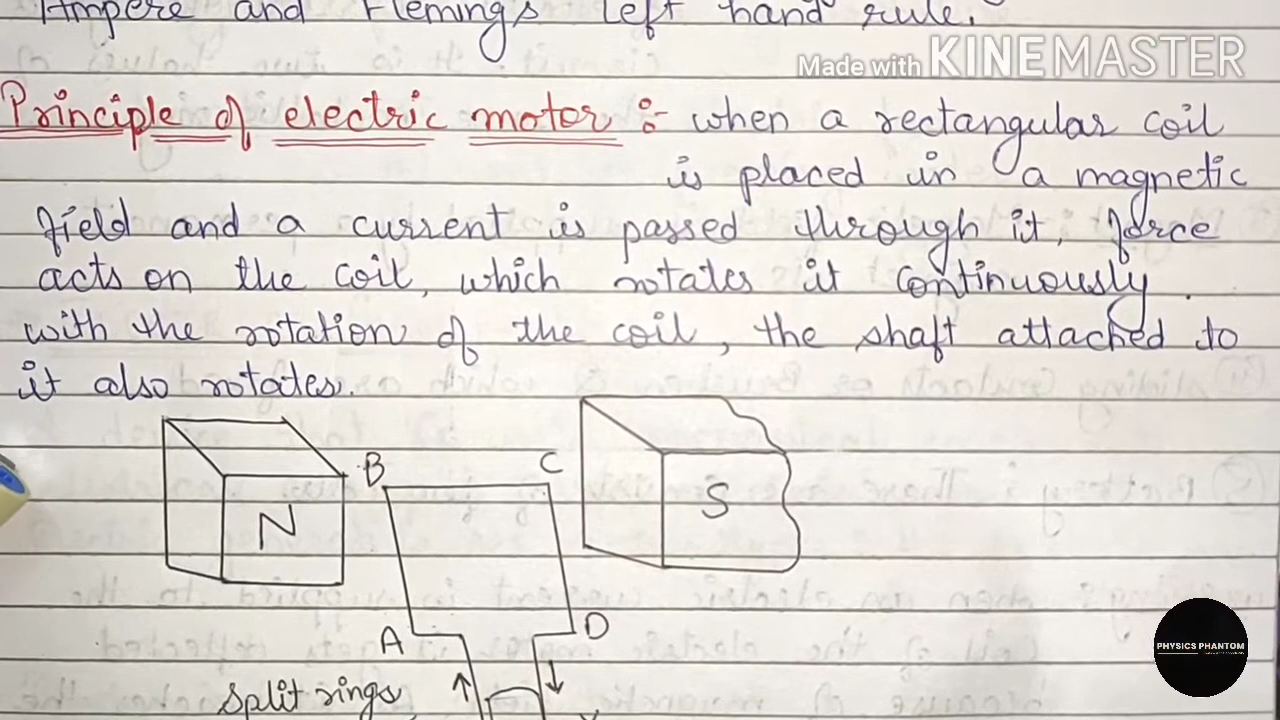 Ampere and Flemings left hand rule.
Made with KINEMASTER
Principle of electric motor :- when a rectangular coil
is placed in a magnetic
field and a current is passed through it, force
acts on the coil, which rotates it continuously.
with the rotation of the coil, the shaft attached to
it also rotates.
B
C
N
S
A
D
PHYSICS PHANTOM
Split rings